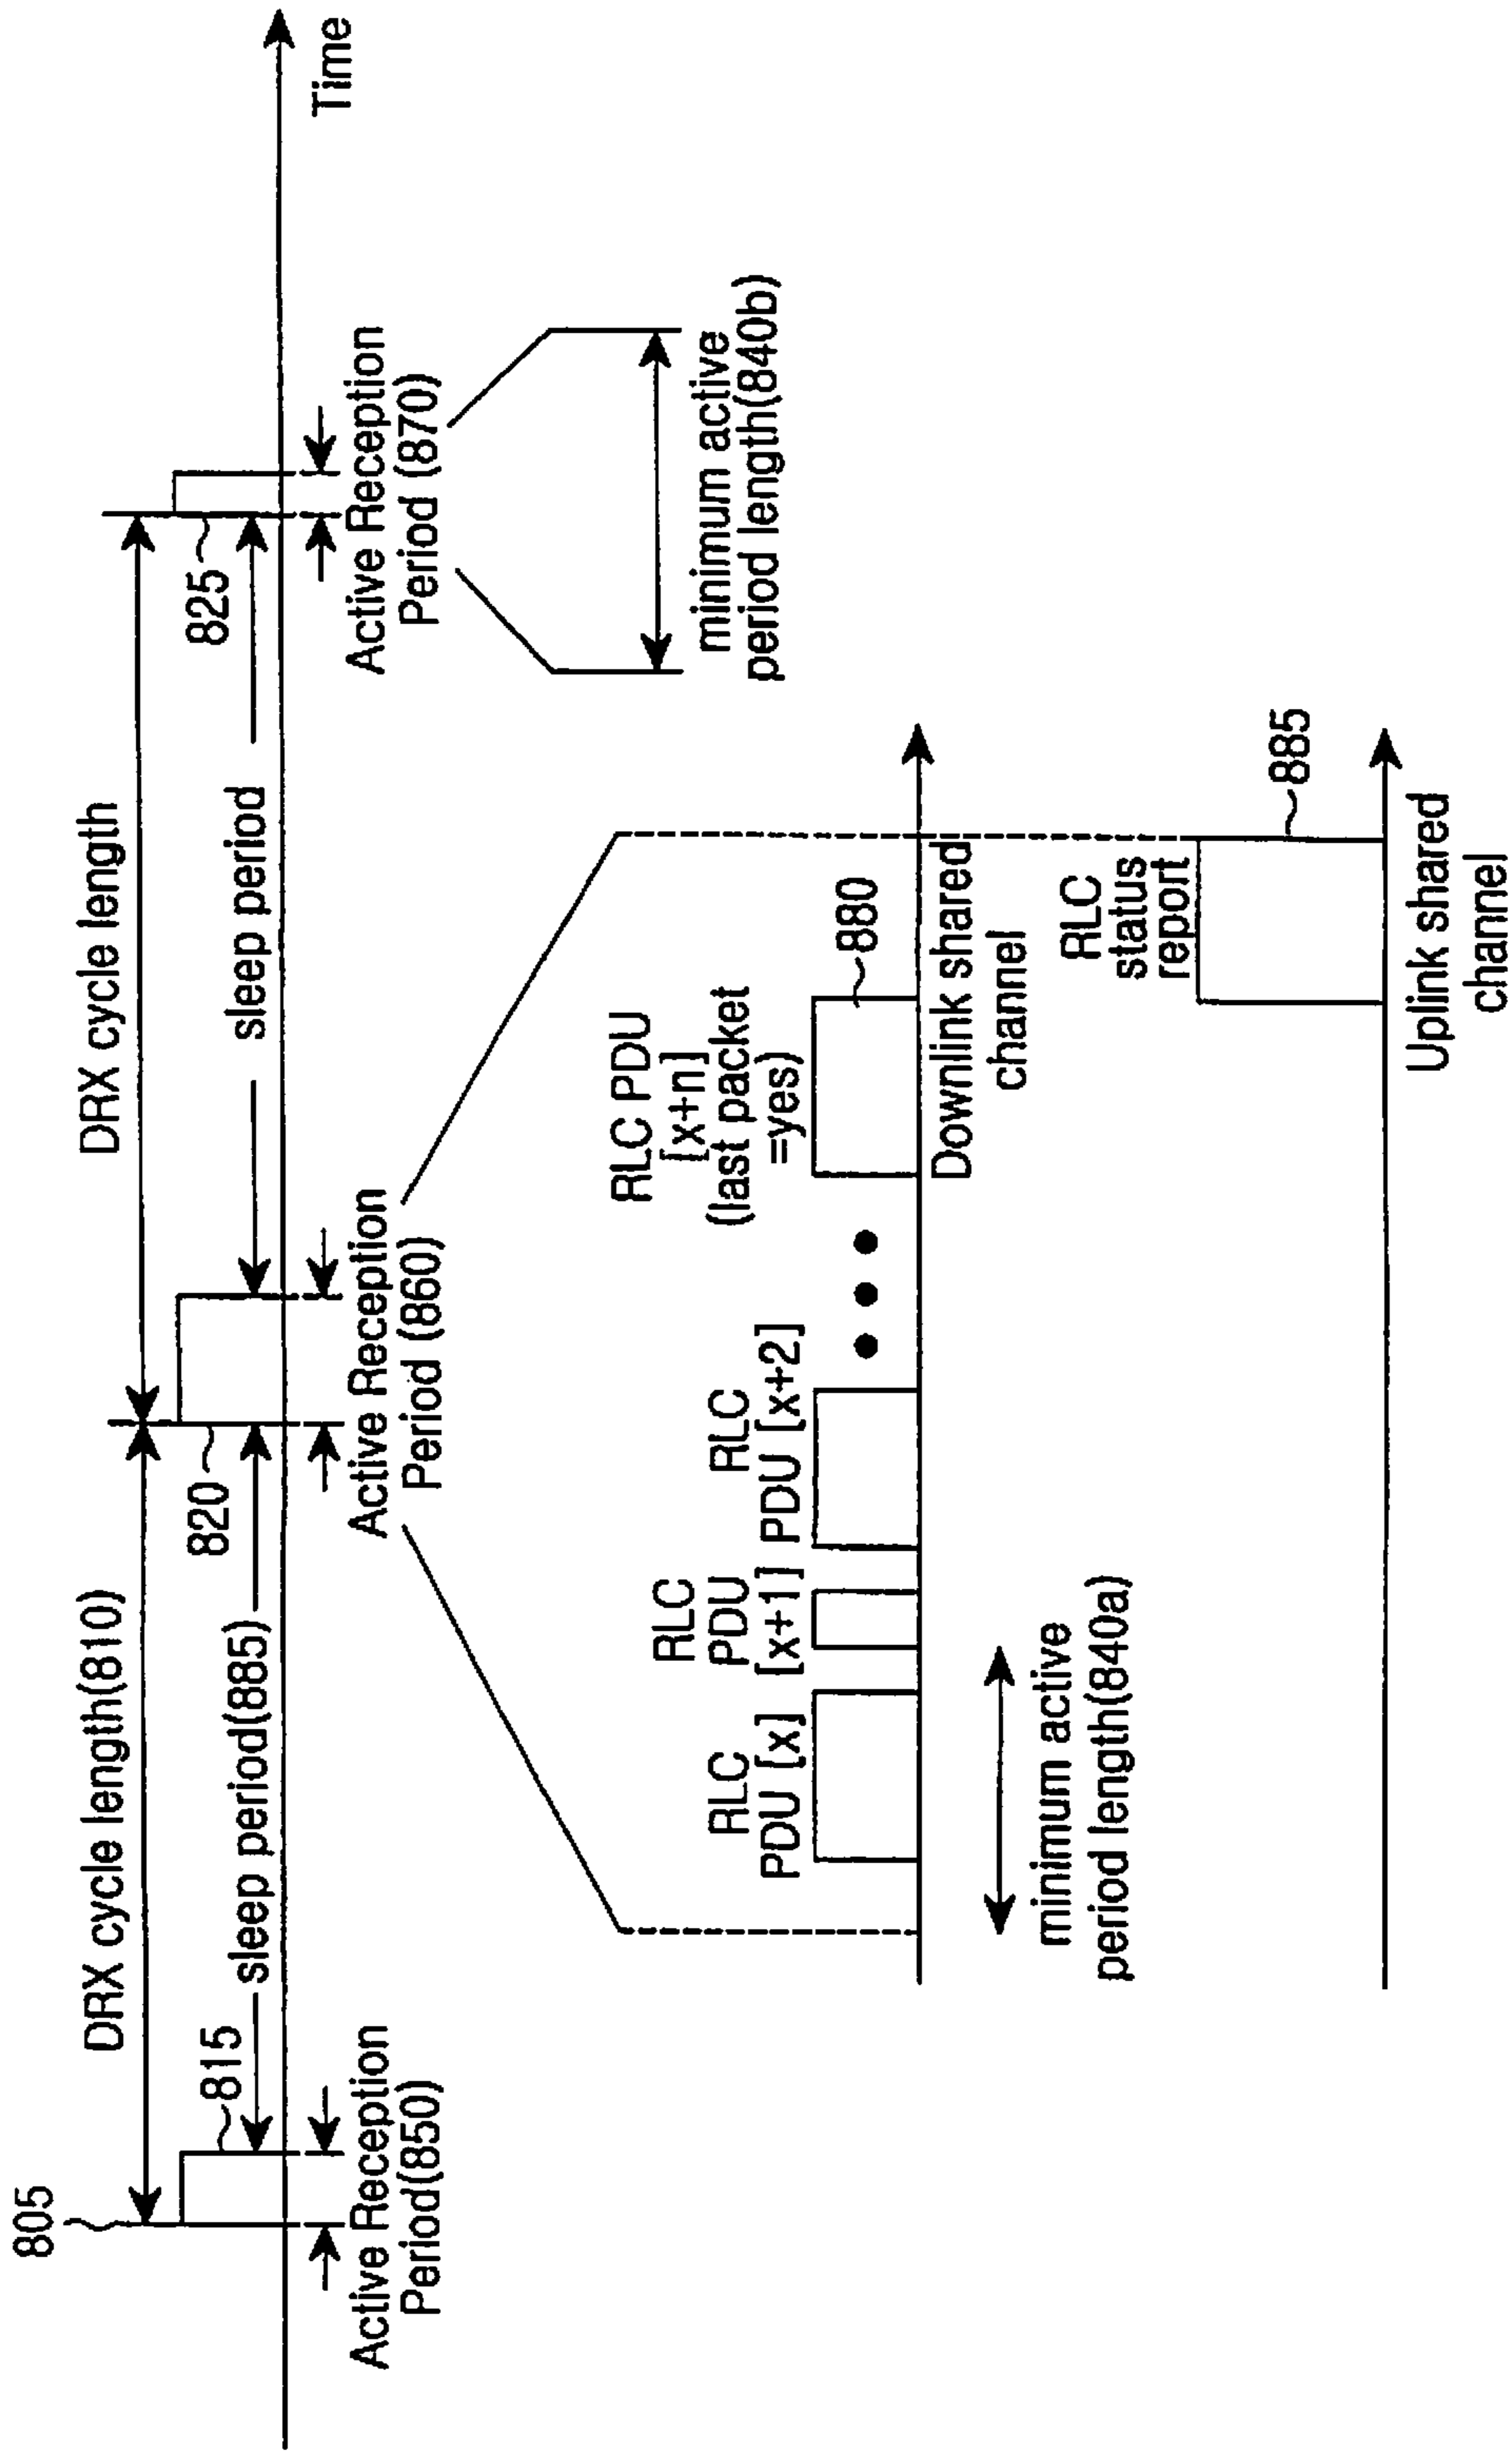 805
DRX cycle length(810)
DRX cycle length
815
sleep period(885)
820
sleep period
825
Time
Active Reception
Period(850)
Active Reception
Period (860)
Active Reception
Period (870)
minimum active
period length(840b)
RLC
PDU [x]
RLC
PDU
[x+1]
RLC
PDU [x+2]
RLC PDU
[x+n]
(last packet
=yes)
880
Downlink shared
channel
minimum active
period length(840a)
RLC
status
report
885
Uplink shared
channel